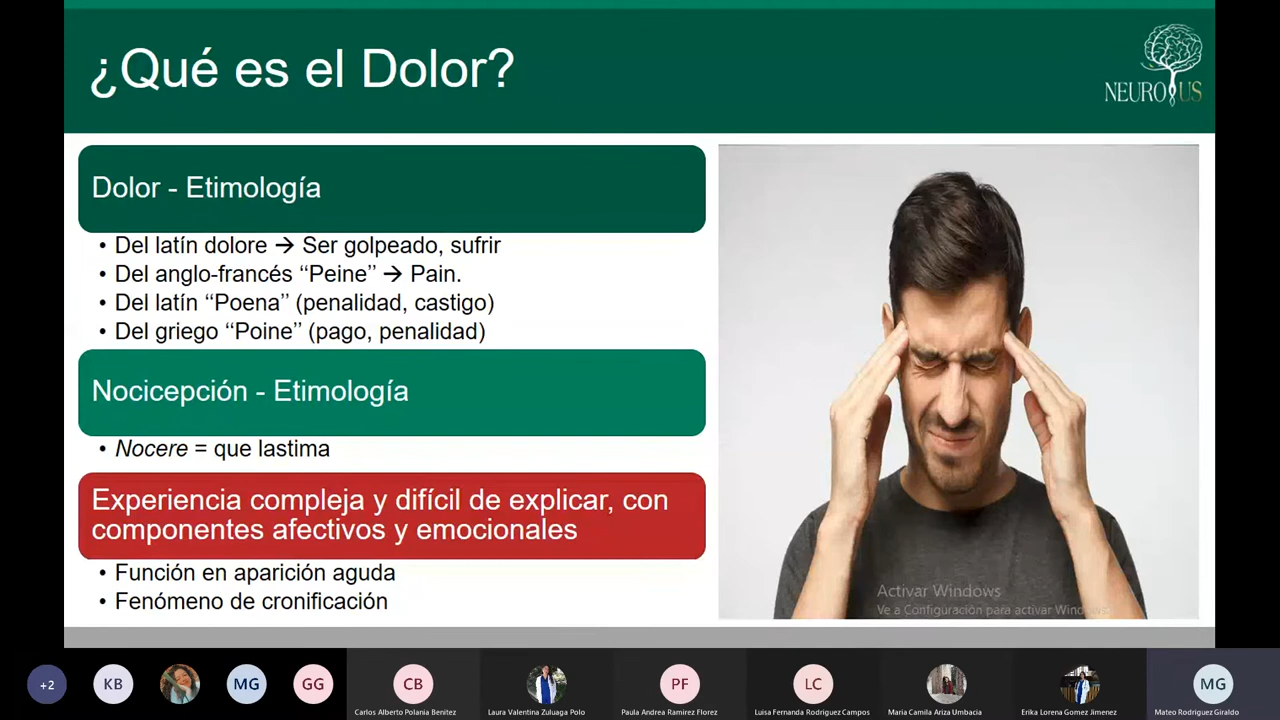 ¿Qué es el Dolor?
NEURO US
Dolor - Etimología
• Del latín dolore → Ser golpeado, sufrir
• Del anglo-francés “Peine” → Pain.
• Del latín “Poena” (penalidad, castigo)
• Del griego “Poine” (pago, penalidad)
Nocicepción - Etimología
• Nocere = que lastima
Experiencia compleja y difícil de explicar, con
componentes afectivos y emocionales
• Función en aparición aguda
• Fenómeno de cronificación
Activar Windows
Ve a Configuración para activar Windows.
+2
KB
MG
GG
CB
PF
LC
MG
Carlos Alberto Polania Benitez
Laura Valentina Zuluaga Polo
Paula Andrea Ramirez Florez
Luisa Fernanda Rodriguez Campos
Maria Camila Ariza Umbacia
Erika Lorena Gomez Jimenez
Mateo Rodriguez Giraldo